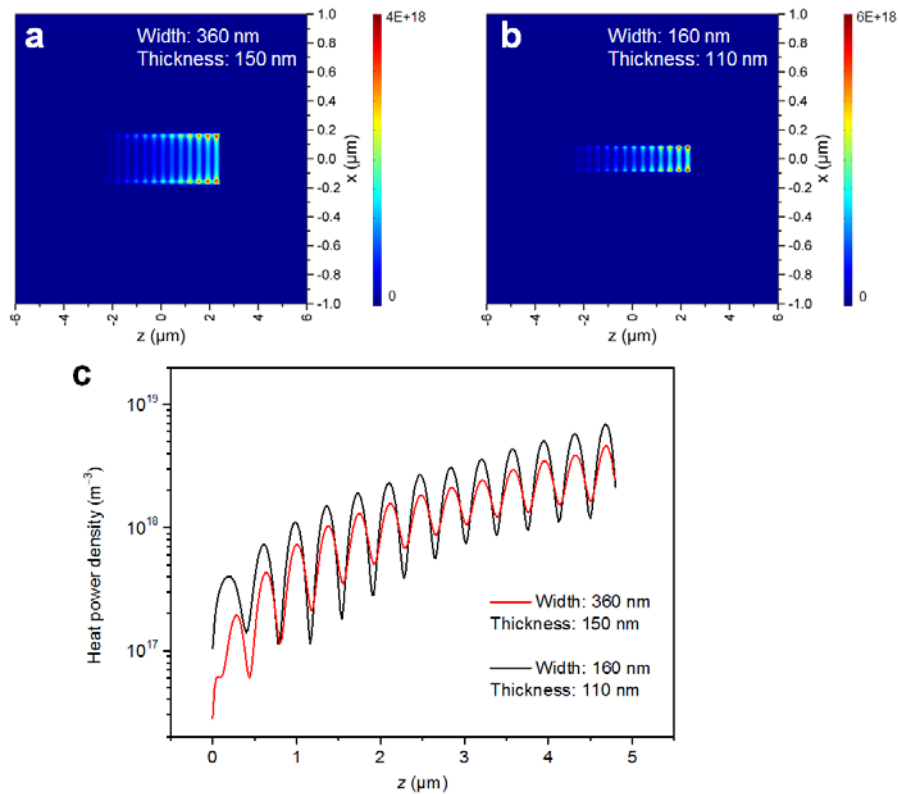 a
Width: 360 nm
Thickness: 150 nm
4E+18
0
1.0
0.8
0.6
0.4
0.2
0.0
-0.2
-0.4
-0.6
-0.8
-1.0
x (µm)
-6
-4
-2
0
2
4
6
z (µm)
b
Width: 160 nm
Thickness: 110 nm
6E+18
0
1.0
0.8
0.6
0.4
0.2
0.0
-0.2
-0.4
-0.6
-0.8
-1.0
x (µm)
-6
-4
-2
0
2
4
6
z (µm)
c
Heat power density (m⁻³)
10¹⁹
10¹⁸
10¹⁷
Width: 360 nm
Thickness: 150 nm
Width: 160 nm
Thickness: 110 nm
0
1
2
3
4
5
z (µm)